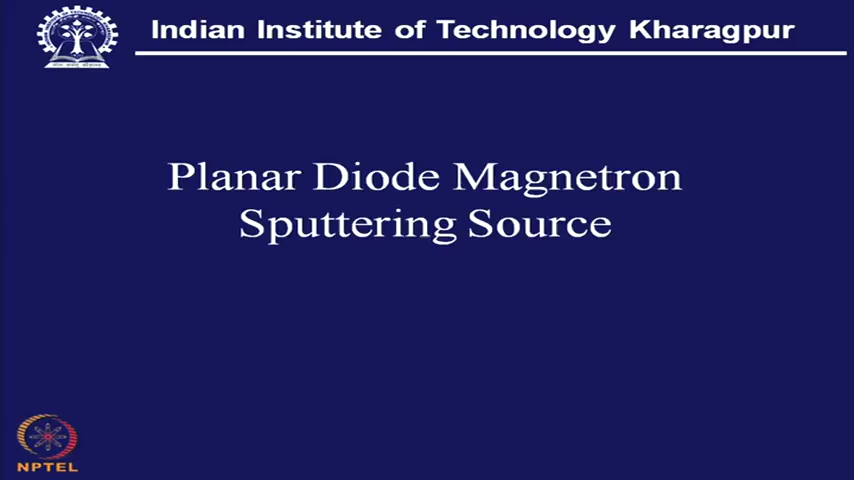 Indian Institute of Technology Kharagpur
Planar Diode Magnetron
Sputtering Source
NPTEL